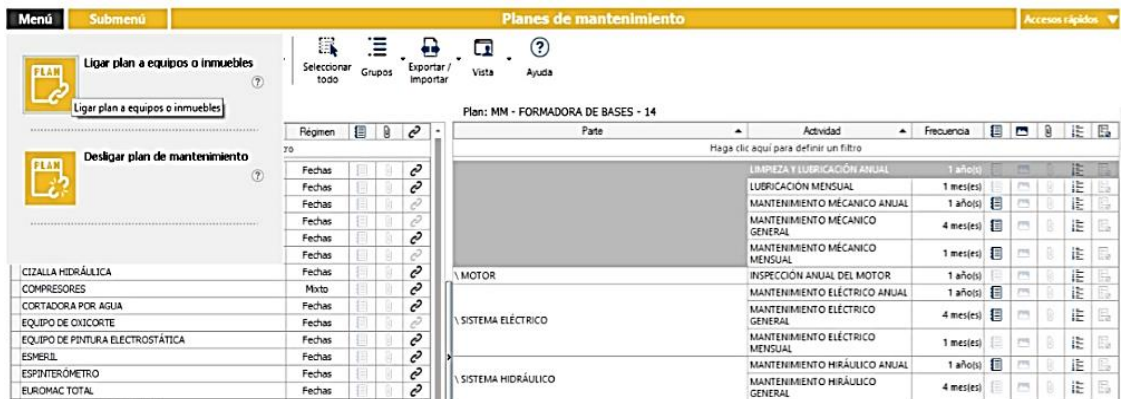 Menú Submenú Planes de mantenimiento Accesos rápidos
PLAN Ligar plan a equipos o inmuebles
Ligar plan a equipos o inmuebles
PLAN Desligar plan de mantenimiento
Seleccionar todo
Grupos
Exportar / Importar
Vista
Ayuda
Plan: MM - FORMADORA DE BASES - 14
Régimen
ro
Fechas
Fechas
Fechas
Fechas
Fechas
Fechas
CIZALLA HIDRÁULICA Fechas
COMPRESORES Mixto
CORTADORA POR AGUA Fechas
EQUIPO DE OXICORTE Fechas
EQUIPO DE PINTURA ELECTROSTÁTICA Fechas
ESMERIL Fechas
ESPINTERÓMETRO Fechas
EUROMAC TOTAL Fechas
Parte Actividad Frecuencia
Haga clic aquí para definir un filtro
LIMPIEZA Y LUBRICACIÓN ANUAL 1 año(s)
LUBRICACIÓN MENSUAL 1 mes(es)
MANTENIMIENTO MÉCANICO ANUAL 1 año(s)
MANTENIMIENTO MÉCANICO
GENERAL 4 mes(es)
MANTENIMIENTO MÉCANICO
MENSUAL 1 mes(es)
\ MOTOR INSPECCIÓN ANUAL DEL MOTOR 1 año(s)
\ SISTEMA ELÉCTRICO MANTENIMIENTO ELÉCTRICO ANUAL 1 año(s)
MANTENIMIENTO ELÉCTRICO
GENERAL 4 mes(es)
MANTENIMIENTO ELÉCTRICO
MENSUAL 1 mes(es)
\ SISTEMA HIDRÁULICO MANTENIMIENTO HIRÁULICO ANUAL 1 año(s)
MANTENIMIENTO HIRÁULICO
GENERAL 4 mes(es)